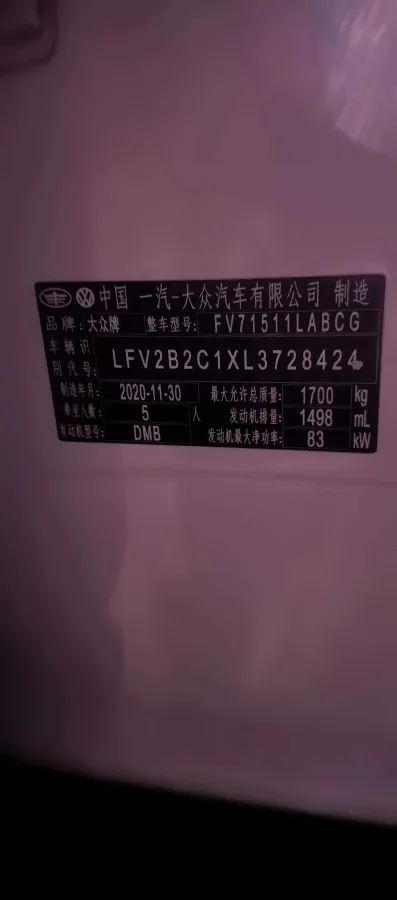 中国 一汽-大众汽车有限公司 制造
品牌: 大众牌 整车型号: FV71511LABCG
车辆识别代号: LFV2B2C1XL3728424
制造年月: 2020-11-30 最大允许总质量: 1700 kg
乘坐人数: 5 人 发动机排量: 1498 mL
发动机型号: DMB 发动机最大净功率: 83 kW